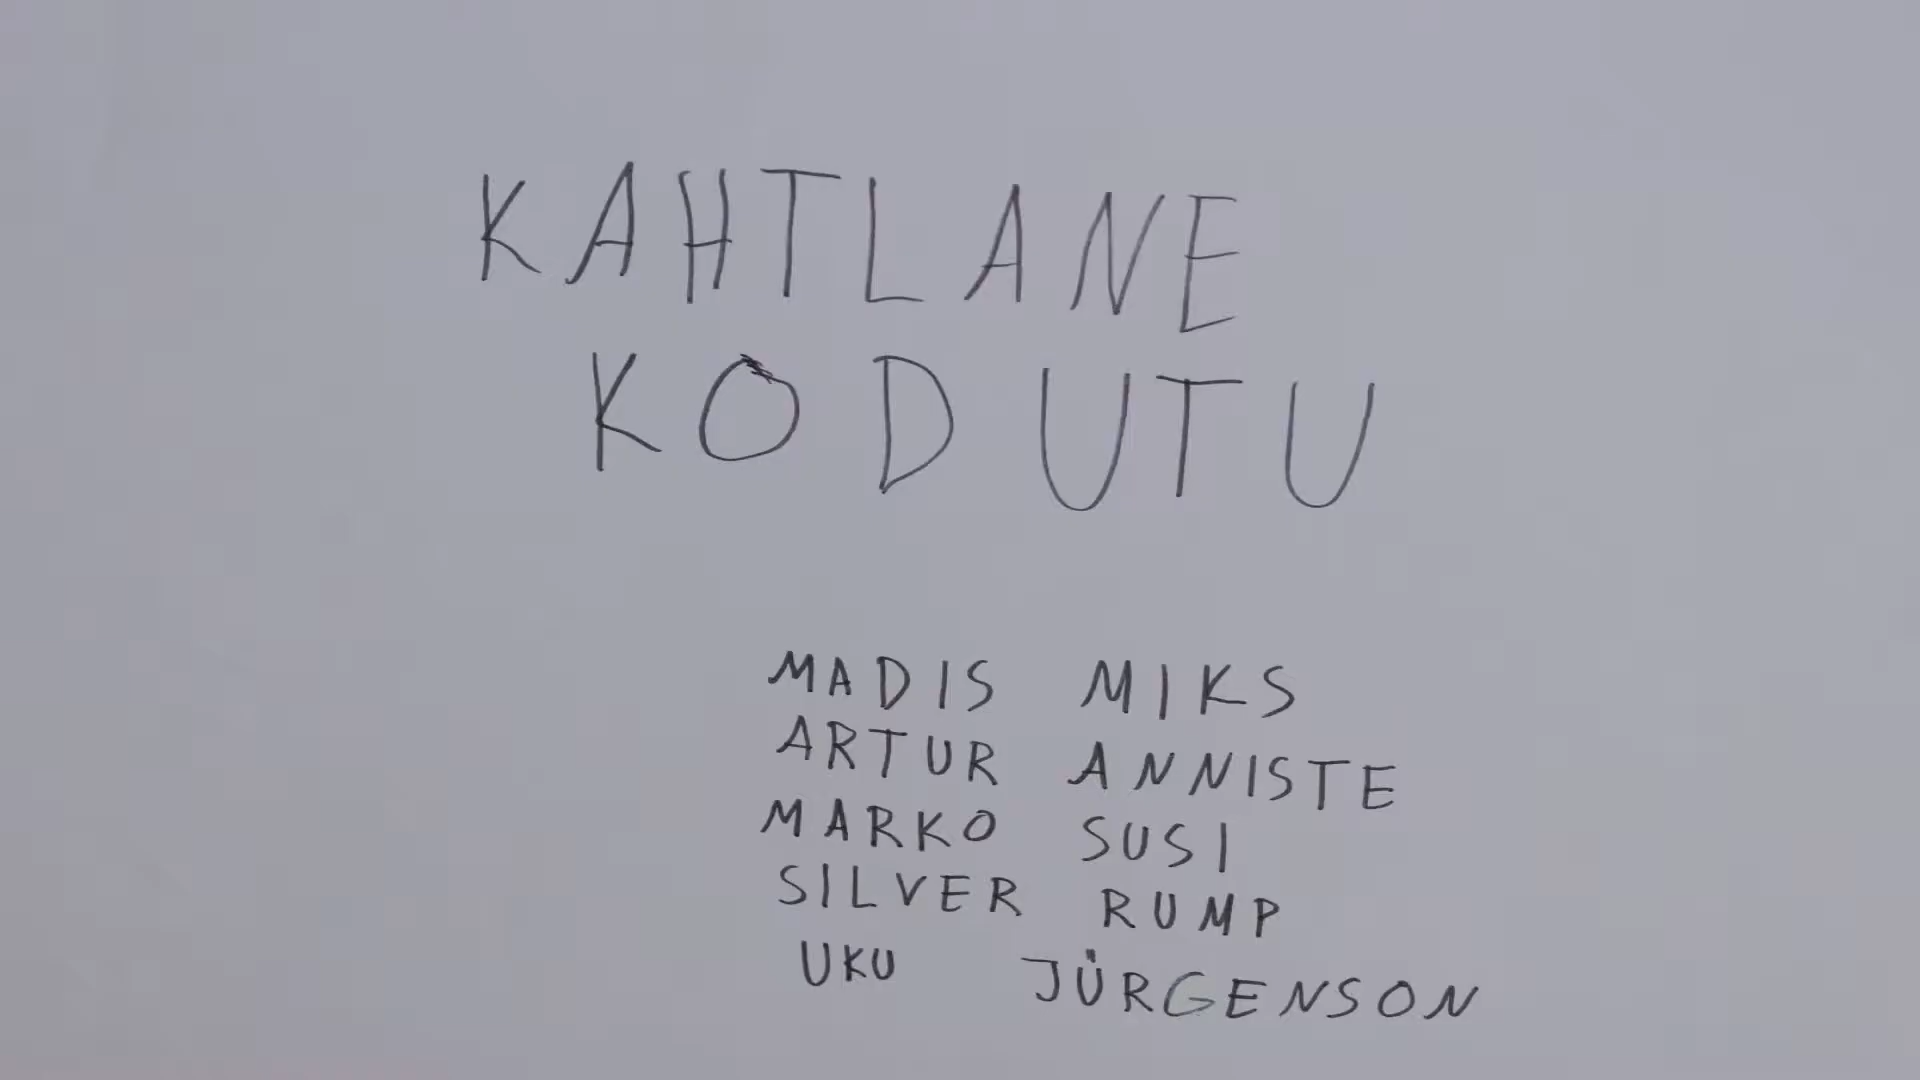 KAHTLANE
KODUTU
MADIS MIKS
ARTUR ANNISTE
MARKO SUSI
SILVER RUMP
UKU JÜRGENSON